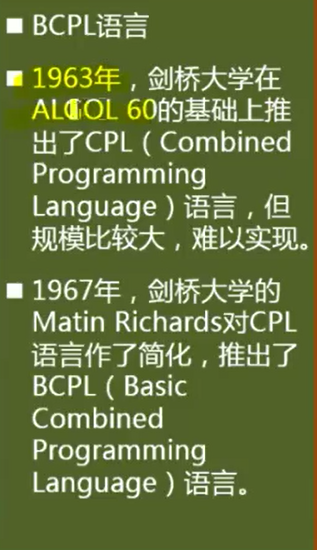 BCPL语言
1963年，剑桥大学在
ALGOL 60的基础上推
出了CPL（Combined
Programming
Language）语言，但
规模比较大，难以实现。
1967年，剑桥大学的
Matin Richards对CPL
语言作了简化，推出了
BCPL（Basic
Combined
Programming
Language）语言。